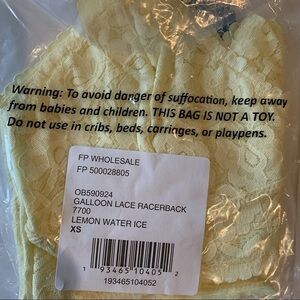 Warning: To avoid danger of suffocation, keep away
from babies and children. THIS BAG IS NOT A TOY.
Do not use in cribs, beds, carriages, or playpens.
FP WHOLESALE
FP 500028805
OB590924
GALLOON LACE RACERBACK
7700
LEMON WATER ICE
XS
1 93465 10405 2
193465104052